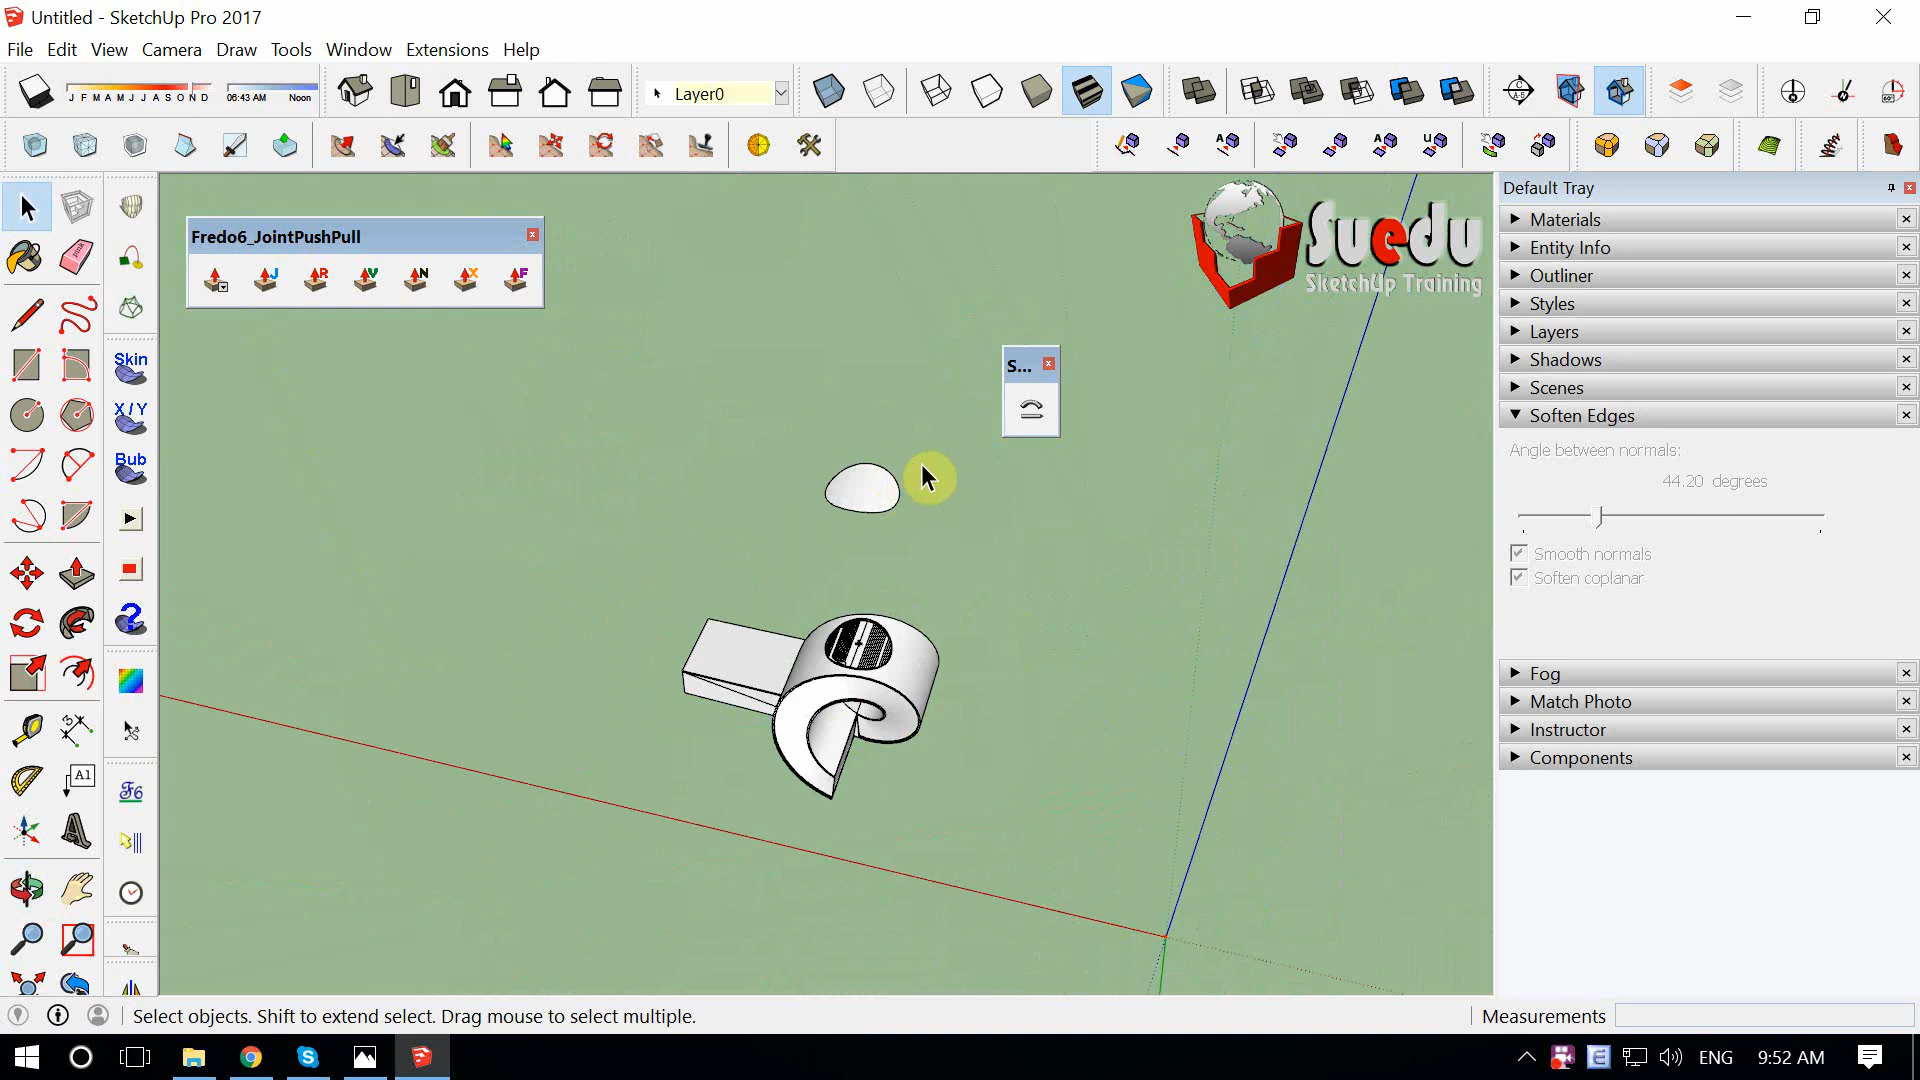 Untitled - SketchUp Pro 2017
File Edit View Camera Draw Tools Window Extensions Help
J F M A M J J A S O N D
06:43 AM Noon
Layer0
Default Tray
Materials
Entity Info
Outliner
Styles
Layers
Shadows
Scenes
Soften Edges
Angle between normals:
44.20 degrees
Smooth normals
Soften coplanar
Fog
Match Photo
Instructor
Components
Fredo6_JointPushPull
J R V N X F
Suedu
SketchUp Training
S...
Skin
X/Y
Bub
A1
F6
Select objects. Shift to extend select. Drag mouse to select multiple.
Measurements
ENG 9:52 AM